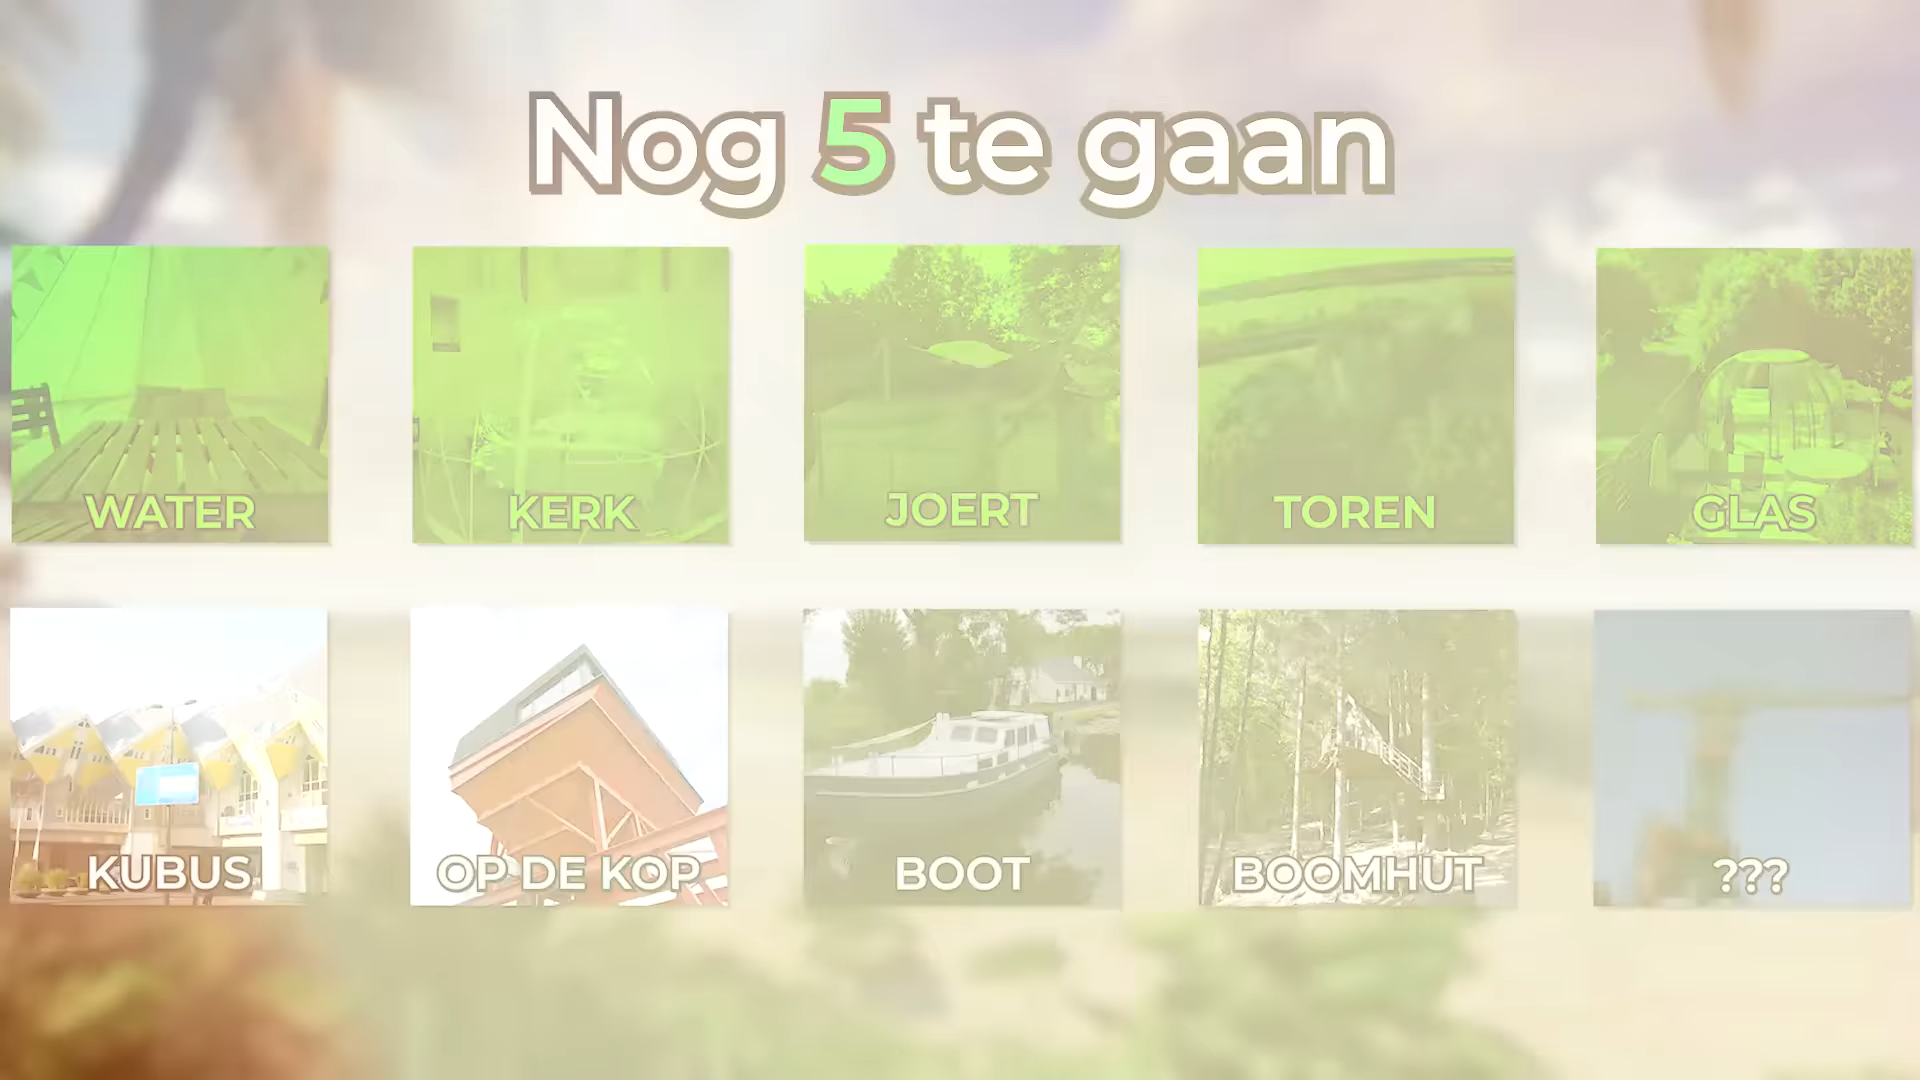 Nog 5 te gaan
WATER
KERK
JOERT
TOREN
GLAS
KUBUS
OP DE KOP
BOOT
BOOMHUT
???